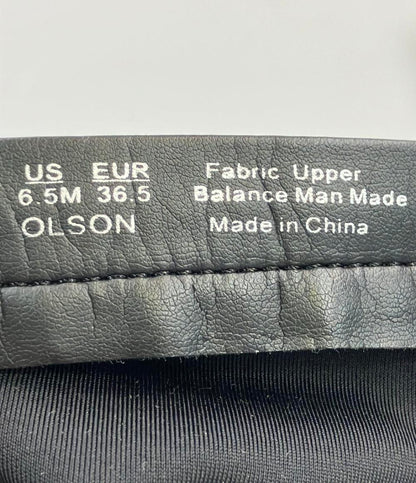 US EUR Fabric Upper
6.5M 36.5 Balance Man Made
OLSON Made in China